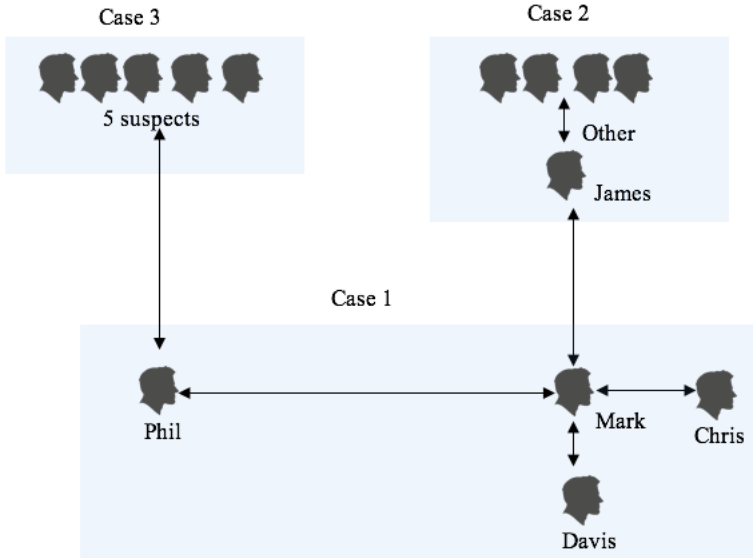 Case 3
Case 2
5 suspects
Other
James
Case 1
Phil
Mark
Chris
Davis